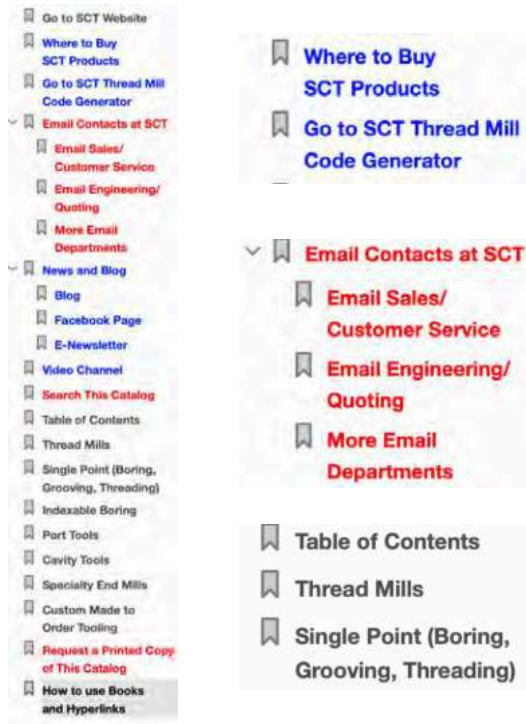 Go to SCT Website
Where to Buy
SCT Products
Go to SCT Thread Mill
Code Generator
Email Contacts at SCT
Email Sales/
Customer Service
Email Engineering/
Quoting
More Email
Departments
News and Blog
Blog
Facebook Page
E-Newsletter
Video Channel
Search This Catalog
Table of Contents
Thread Mills
Single Point (Boring,
Grooving, Threading)
Indexable Boring
Port Tools
Cavity Tools
Specialty End Mills
Custom Made to
Order Tooling
Request a Printed Copy
of This Catalog
How to use Books
and Hyperlinks
Where to Buy
SCT Products
Go to SCT Thread Mill
Code Generator
Email Contacts at SCT
Email Sales/
Customer Service
Email Engineering/
Quoting
More Email
Departments
Table of Contents
Thread Mills
Single Point (Boring,
Grooving, Threading)